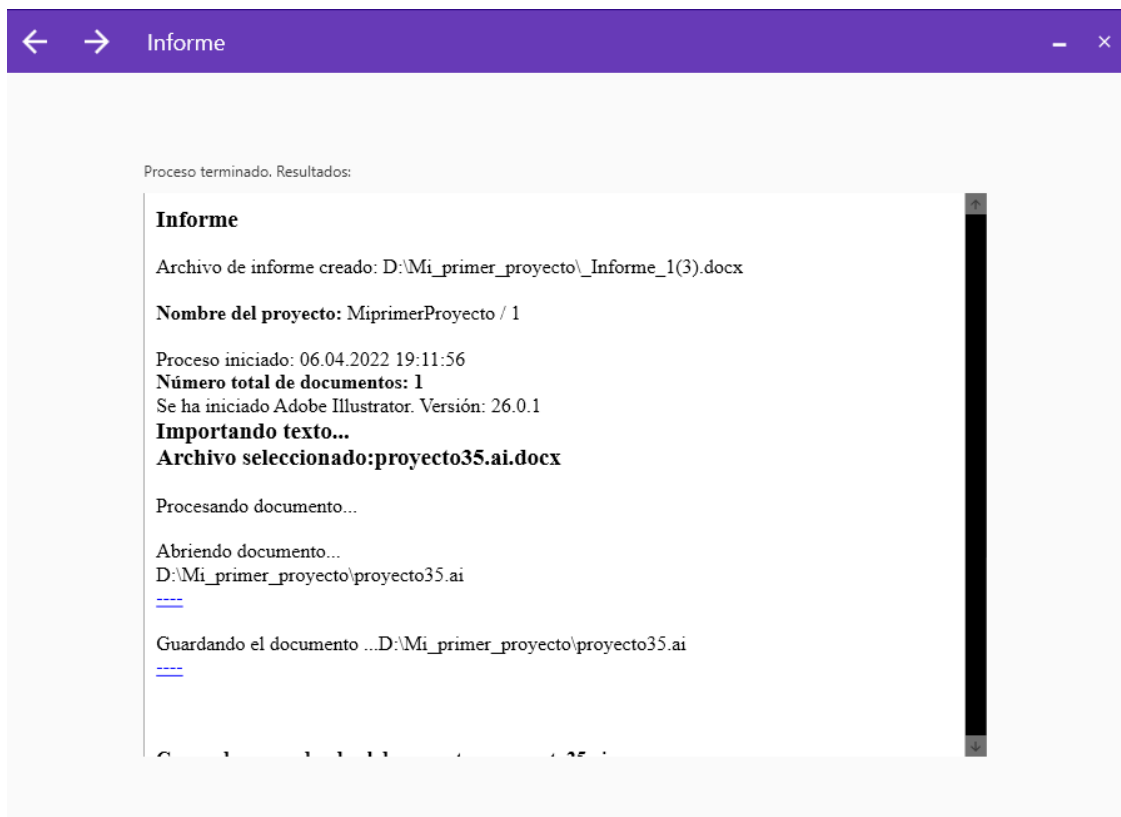 Informe
Proceso terminado. Resultados:
Informe
Archivo de informe creado: D:\Mi_primer_proyecto\_Informe_1(3).docx
Nombre del proyecto: MiprimerProyecto / 1
Proceso iniciado: 06.04.2022 19:11:56
Número total de documentos: 1
Se ha iniciado Adobe Illustrator. Versión: 26.0.1
Importando texto...
Archivo seleccionado:proyecto35.ai.docx
Procesando documento...
Abriendo documento...
D:\Mi_primer_proyecto\proyecto35.ai
----
Guardando el documento ...D:\Mi_primer_proyecto\proyecto35.ai
----